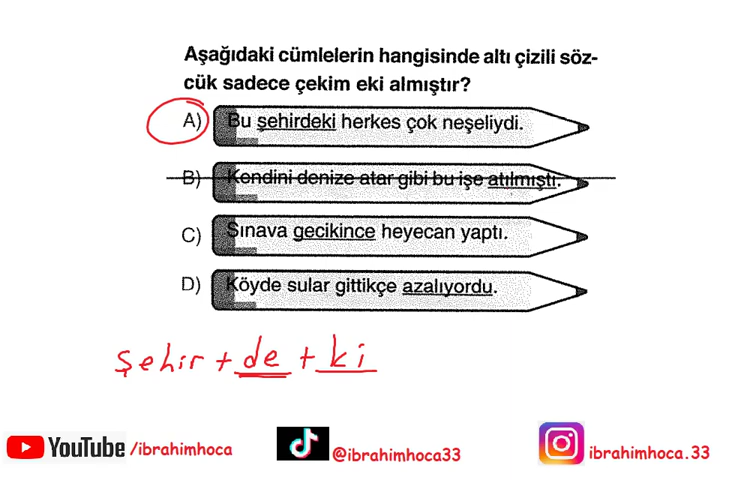 Aşağıdaki cümlelerin hangisinde altı çizili söz-
cük sadece çekim eki almıştır?
A) Bu şehirdeki herkes çok neşeliydi.
B) Kendini denize atar gibi bu işe atılmıştı.
C) Sınava gecikince heyecan yaptı.
D) Köyde sular gittikçe azalıyordu.
şehir + de + ki
YouTube /ibrahimhoca @ibrahimhoca33 ibrahimhoca.33